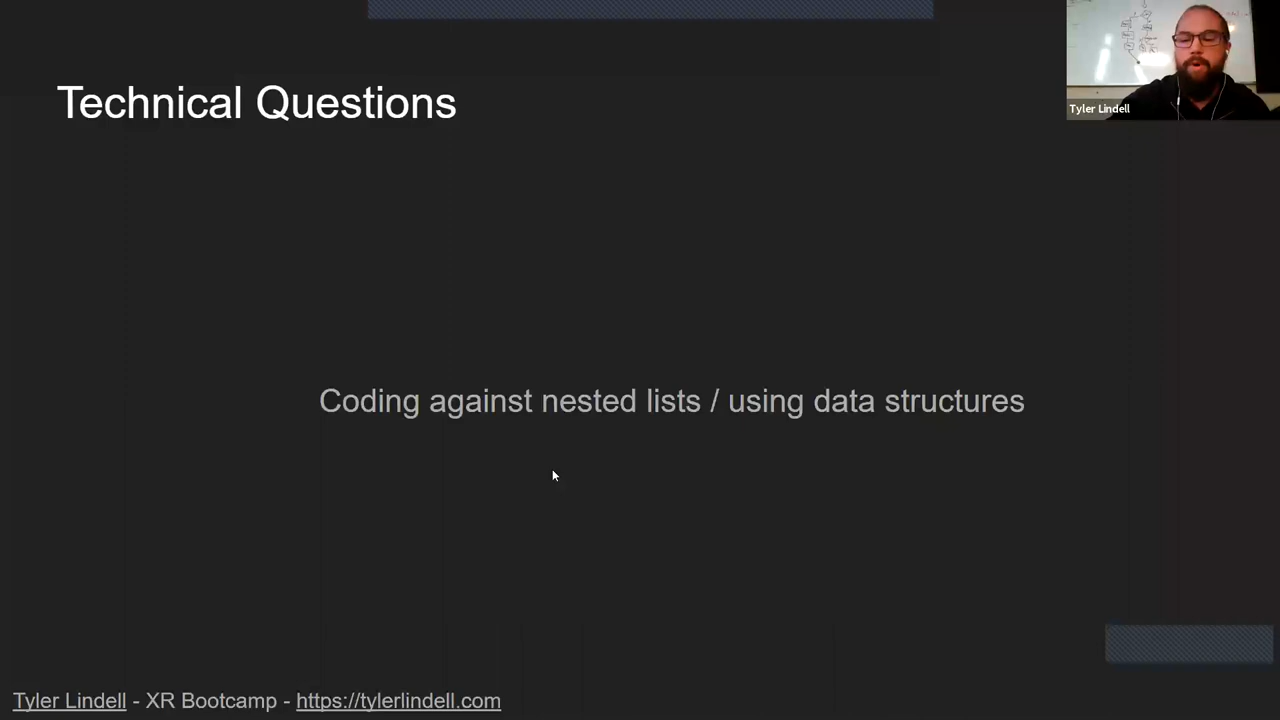 Technical Questions
Tyler Lindell
Coding against nested lists / using data structures
Tyler Lindell - XR Bootcamp - https://tylerlindell.com